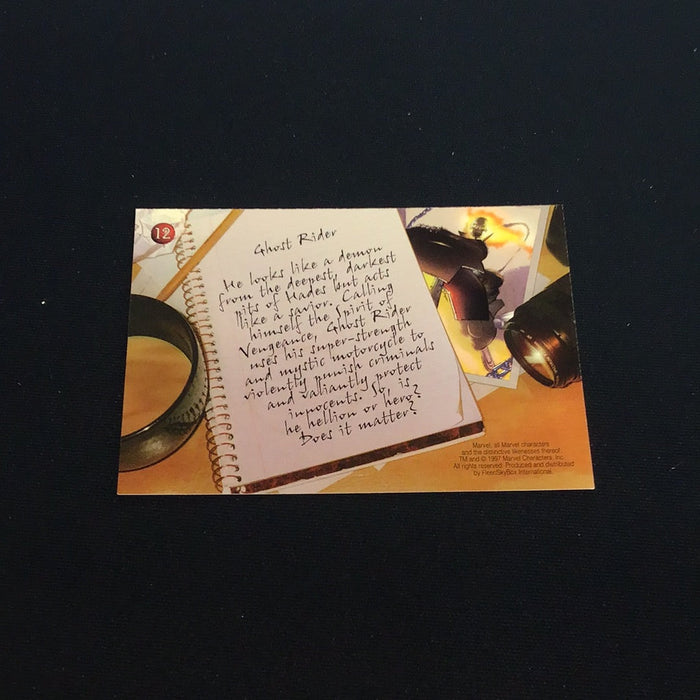 12
Ghost Rider
He looks like a demon
from the deepest, darkest
pits of Hades but acts
like a savior. Calling
himself the Spirit of
Vengeance, Ghost Rider
uses his super-strength
and mystic motorcycle to
violently punish criminals
and valiantly protect
innocents. So, is
he hellion or hero?
Does it matter?
Marvel, all Marvel characters
and the distinctive likenesses thereof
TM and © 1997 Marvel Characters, Inc.
All rights reserved. Produced and distributed
by Fleer/SkyBox International.